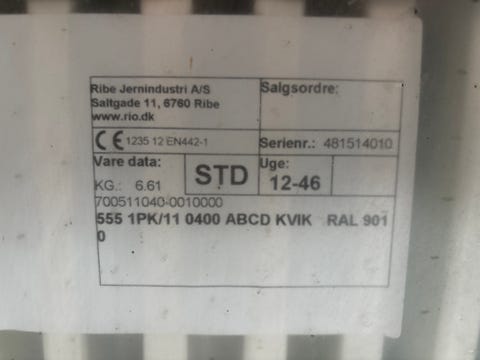 Ribe Jernindustri A/S
Saltgade 11, 6760 Ribe
www.rio.dk
Salgsordre:
CE 1235 12 EN442-1
Serienr.: 481514010
Vare data:
KG.: 6.61
STD
Uge:
12-46
700511040-0010000
555 1PK/11 0400 ABCD KVIK RAL 901
0